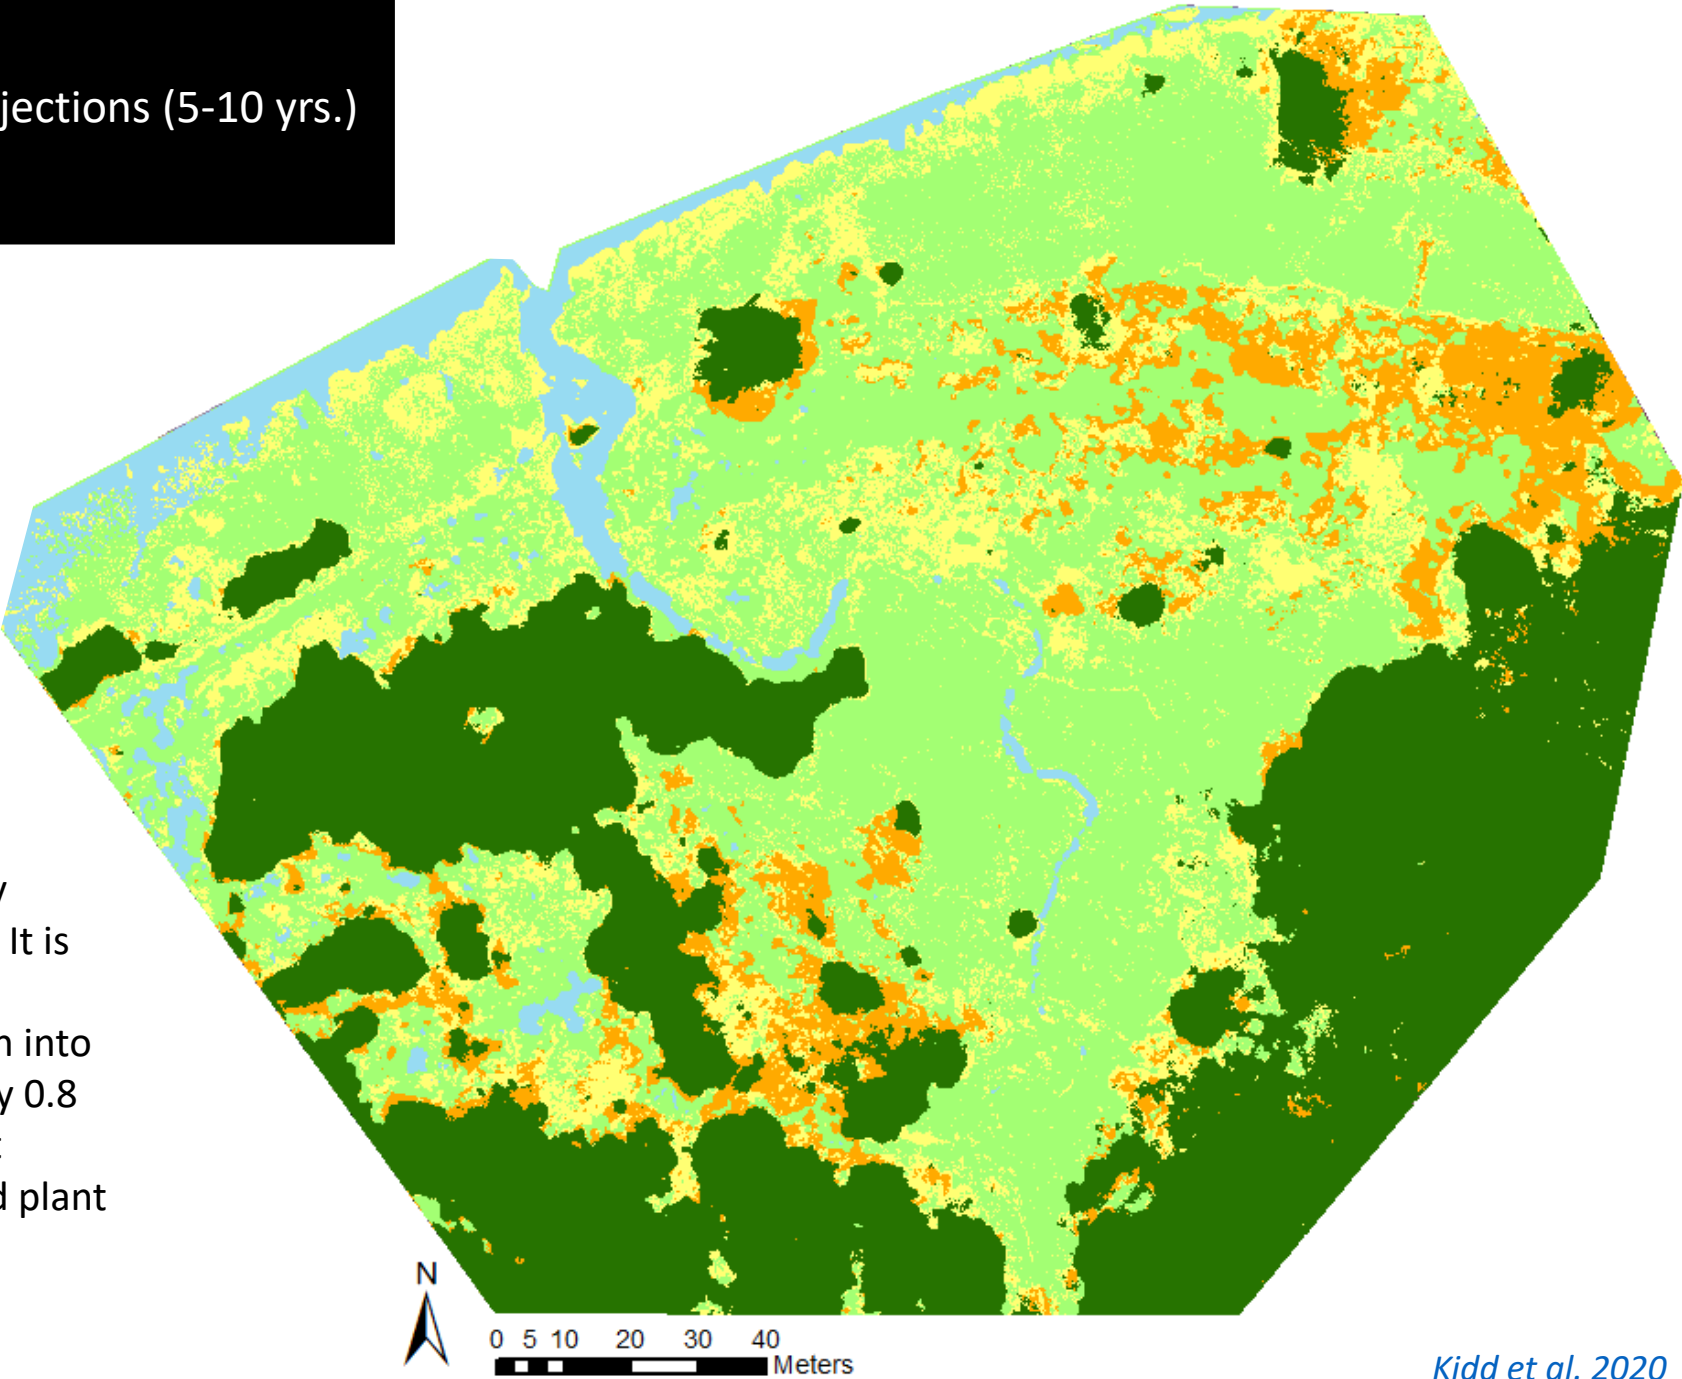 jections (5-10 yrs.)
It is
n into
y 0.8
d plant
N
0 5 10 20 30 40
Meters
Kidd et al. 2020